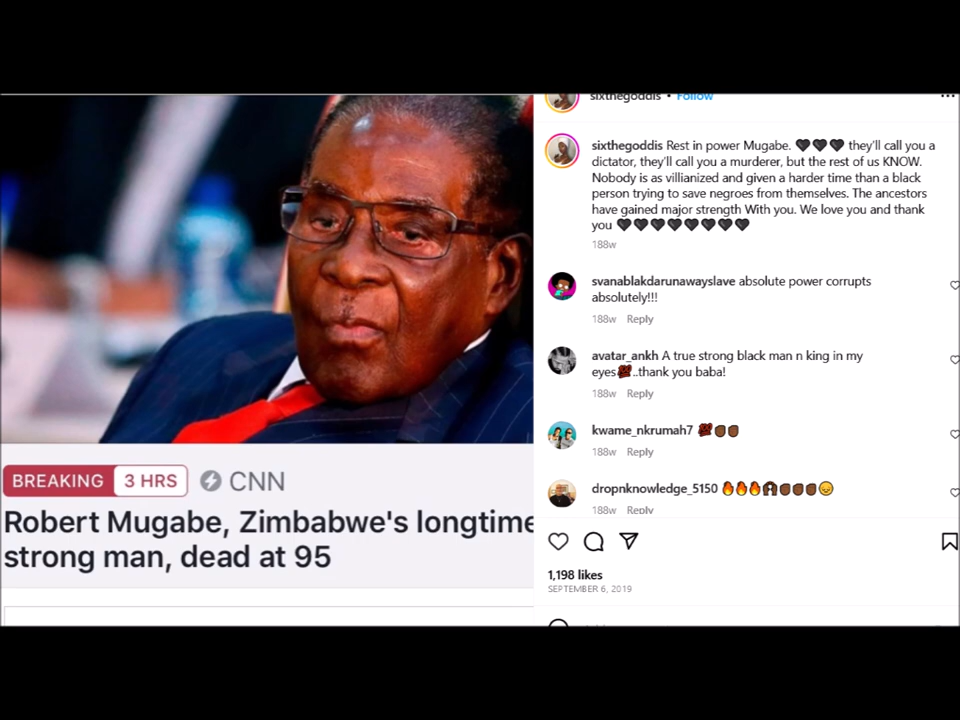 BREAKING 3 HRS CNN
Robert Mugabe, Zimbabwe's longtime
strong man, dead at 95
sixthegoddis • Follow
sixthegoddis Rest in power Mugabe. 🖤🖤🖤 they'll call you a
dictator, they'll call you a murderer, but the rest of us KNOW.
Nobody is as villianized and given a harder time than a black
person trying to save negroes from themselves. The ancestors
have gained major strength With you. We love you and thank
you 🖤🖤🖤🖤🖤🖤🖤🖤
188w
svanablakdarunawayslave absolute power corrupts
absolutely!!!
188w Reply
avatar_ankh A true strong black man n king in my
eyes💯..thank you baba!
188w Reply
kwame_nkrumah7 💯✊🏾✊🏾
188w Reply
dropnknowledge_5150 🔥🔥🔥🙌🏾✊🏾✊🏾✊🏾😞
188w Reply
1,198 likes
SEPTEMBER 6, 2019